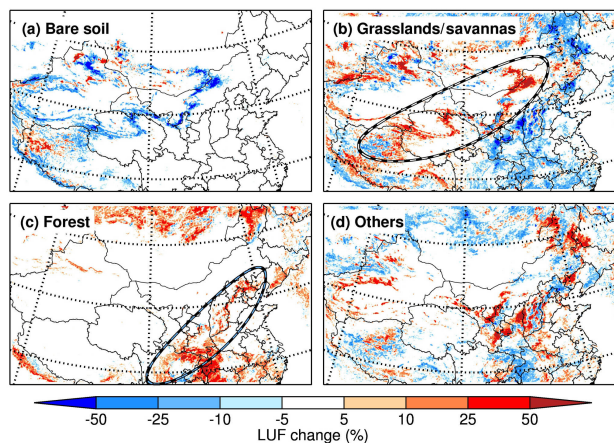 (a) Bare soil
(b) Grasslands/savannas
(c) Forest
(d) Others
-50 -25 -10 -5 5 10 25 50
LUF change (%)